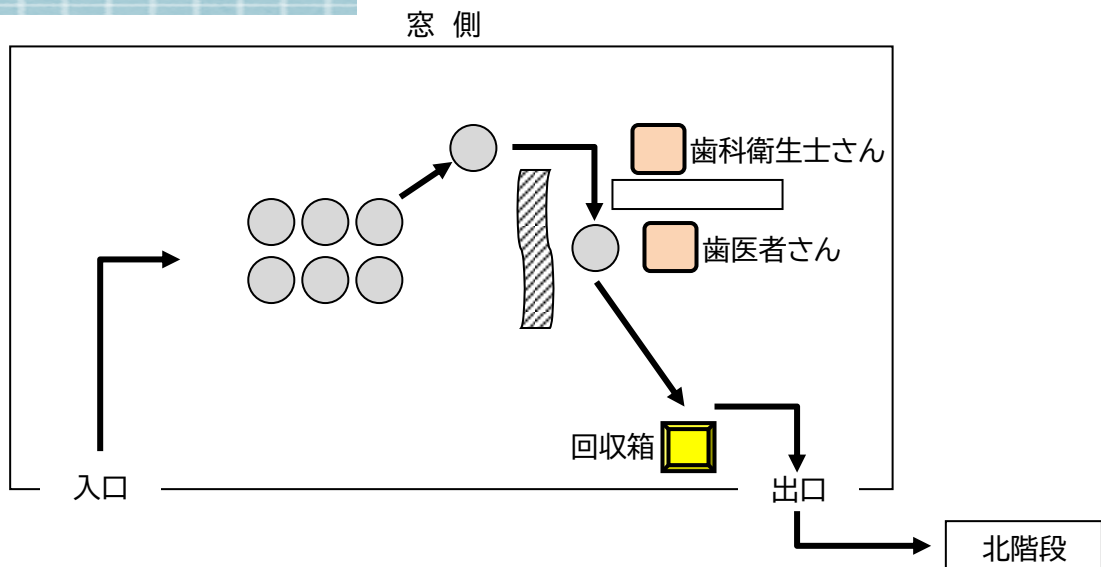 窓 側
歯科衛生士さん
歯医者さん
回収箱
入口
出口
北階段